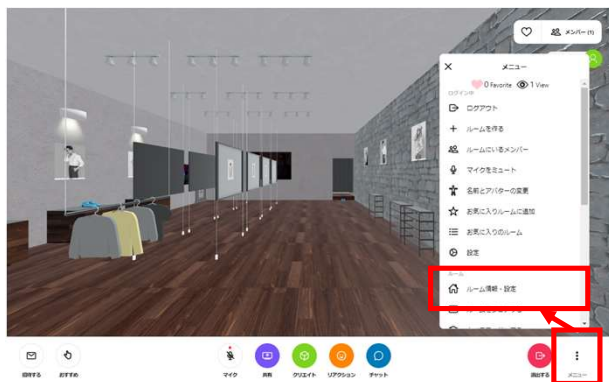 メンバー (1)
メニュー
0 Favorite 1 View
ログイン中
ログアウト
ルームを作る
ルームにいるメンバー
マイクをミュート
名前とアバターの変更
お気に入りルームに追加
お気に入りのルーム
設定
ルーム
ルーム情報・設定
招待する
おすすめ
マイク
共有
クリエイト
リアクション
チャット
退出する
メニュー